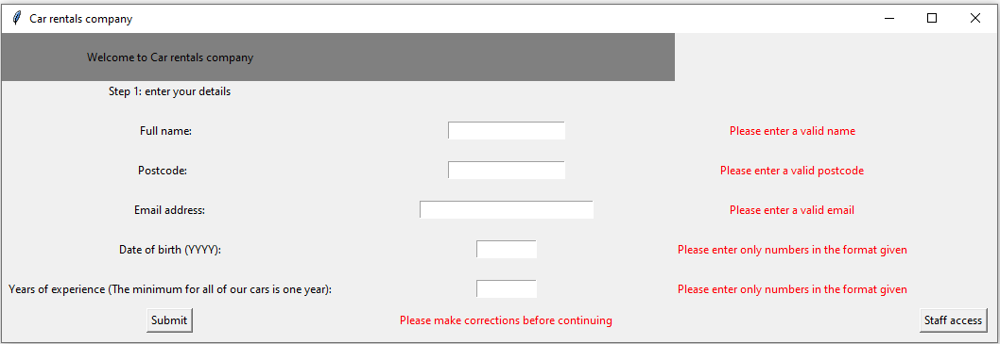 Car rentals company
Welcome to Car rentals company
Step 1: enter your details
Full name: Please enter a valid name
Postcode: Please enter a valid postcode
Email address: Please enter a valid email
Date of birth (YYYY): Please enter only numbers in the format given
Years of experience (The minimum for all of our cars is one year): Please enter only numbers in the format given
Submit Please make corrections before continuing Staff access